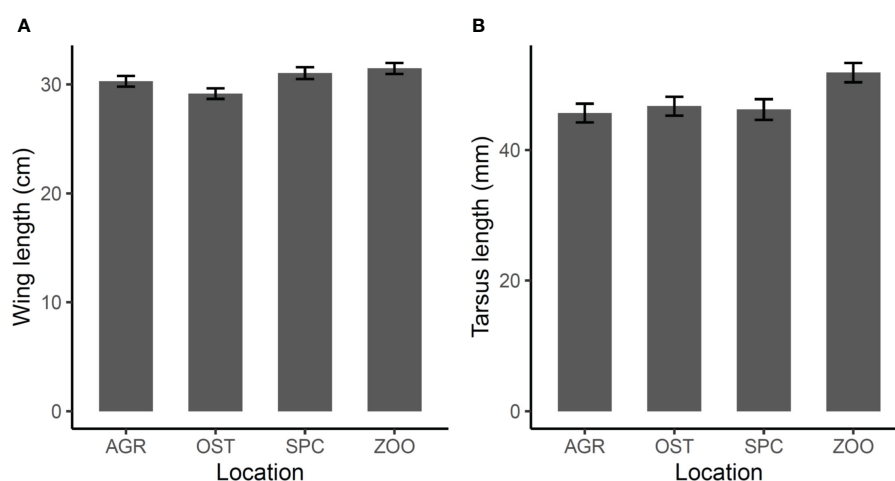 A
Wing length (cm)
30
20
10
0
AGR OST SPC ZOO
Location
B
Tarsus length (mm)
40
20
0
AGR OST SPC ZOO
Location